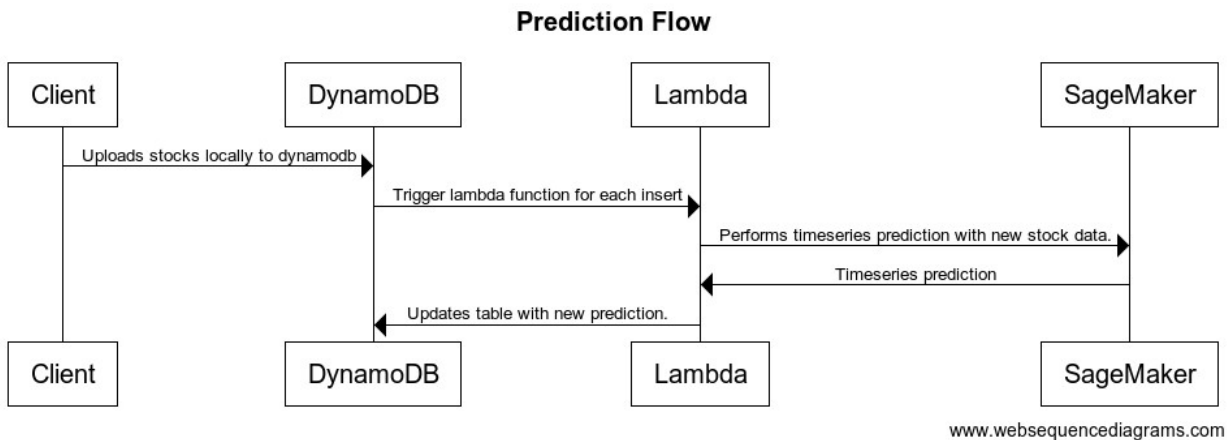 Prediction Flow
Client DynamoDB Lambda SageMaker
Uploads stocks locally to dynamodb
Trigger lambda function for each insert
Performs timeseries prediction with new stock data.
Timeseries prediction
Updates table with new prediction.
Client DynamoDB Lambda SageMaker
www.websequencediagrams.com